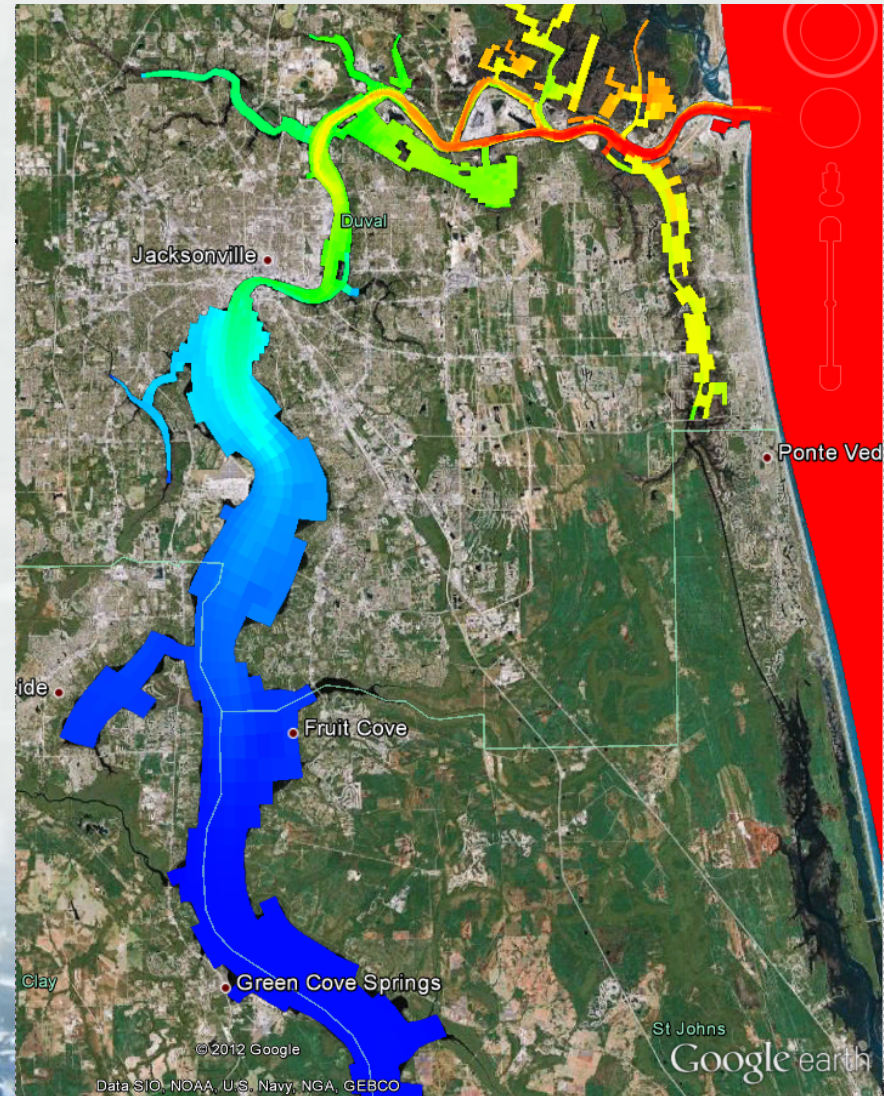 Duval
Jacksonville
Ponte Ved
ide
Fruit Cove
Clay
Green Cove Springs
St Johns
© 2012 Google
Google earth
Data SIO, NOAA, U.S. Navy, NGA, GEBCO